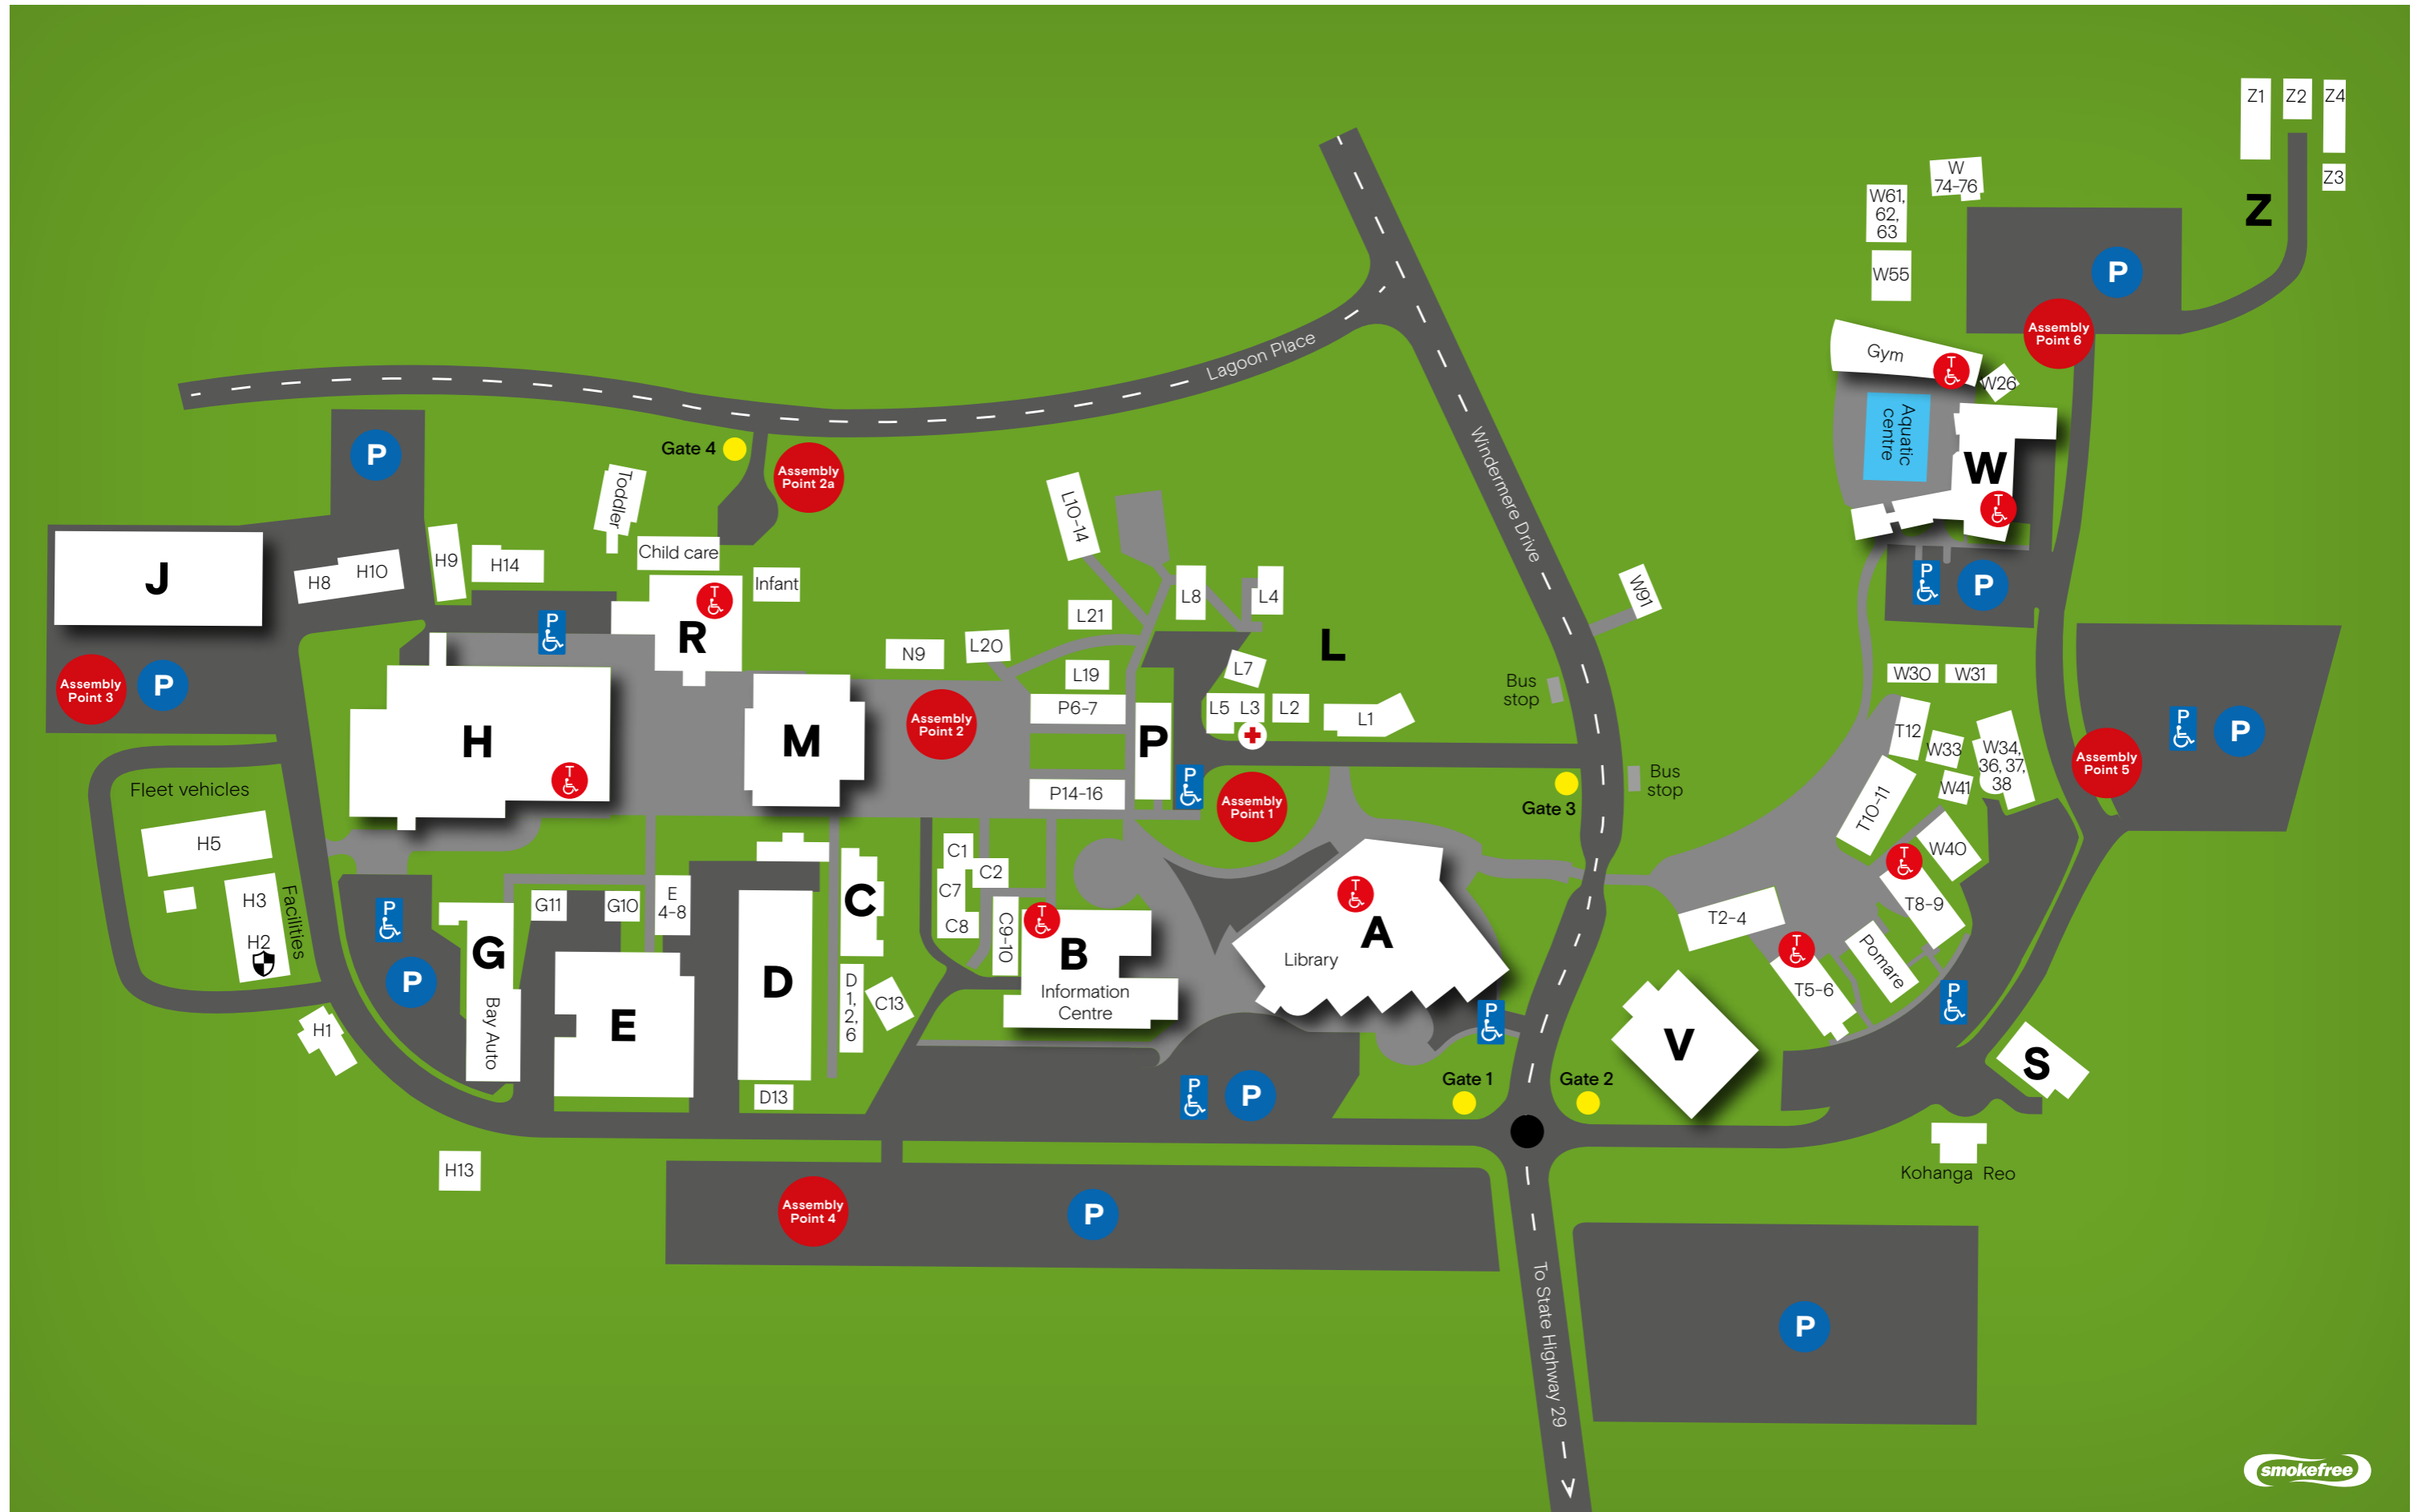 Z1
Z2
Z4
W
74-76
Z3
W61,
62,
63
Z
W55
P
Assembly
Point 6
Lagoon Place
Gym
T
W26
Aquatic
centre
Windermere Drive
W
T
P
Gate 4
Assembly
Point 2a
Toddler
L10-14
Child care
H9
H14
J
H8
H10
Infant
L8
L4
W91
P
P
T
R
P
L21
N9
L20
L
L7
L19
W30
W31
Assembly
Point 3
P
Bus
stop
P6-7
L5
L3
L2
L1
T12
W33
W34,
36, 37,
38
P
P
Assembly
Point 5
H
T
M
Assembly
Point 2
P
P
P14-16
Assembly
Point 1
Gate 3
Bus
stop
W41
T10-11
Fleet vehicles
H5
H3
H2
Facilities
C1
C2
C7
C8
C9-10
C
W40
T
T8-9
P
P
G11
G10
E
4-8
G
Bay Auto
T
B
Information
Centre
T
A
Library
T2-4
T
Pomare
T5-6
P
D
D
1,
2,
6
C13
E
H1
P
V
S
D13
P
P
Gate 1
Gate 2
H13
Kohanga Reo
Assembly
Point 4
P
To State Highway 29
P
smokefree